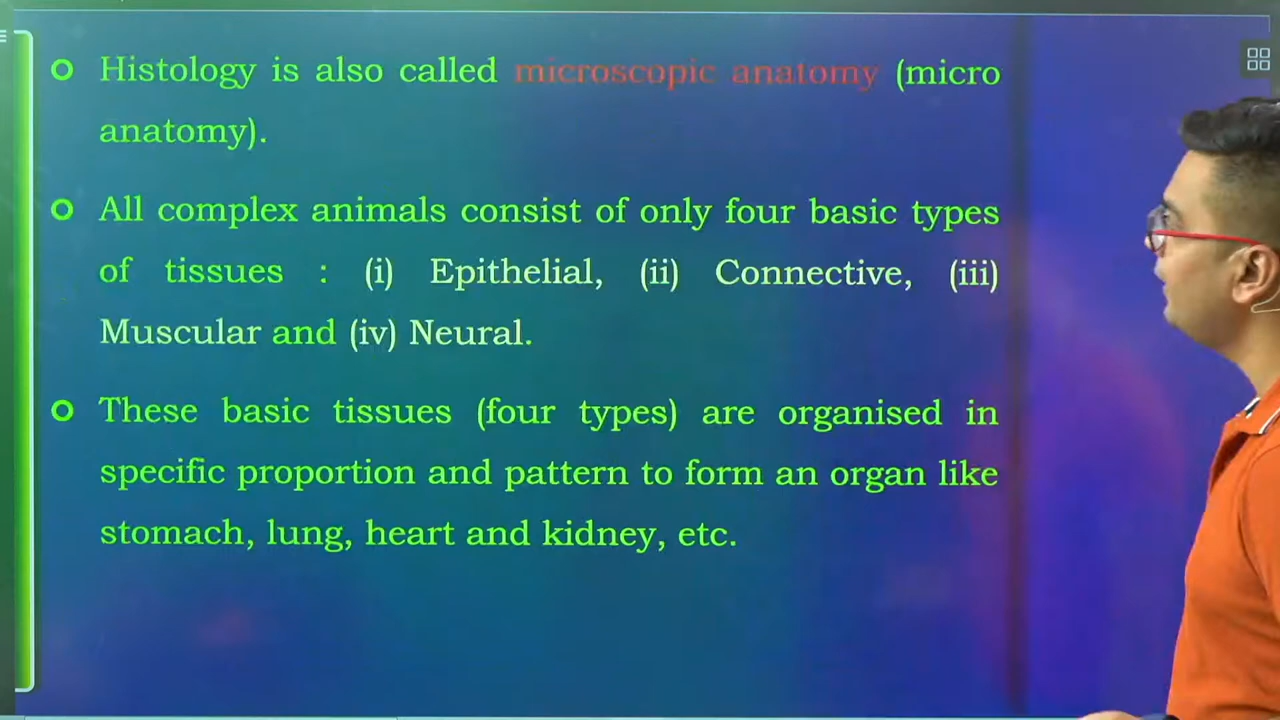 Histology is also called microscopic anatomy (micro
anatomy).
All complex animals consist of only four basic types
of tissues : (i) Epithelial, (ii) Connective, (iii)
Muscular and (iv) Neural.
These basic tissues (four types) are organised in
specific proportion and pattern to form an organ like
stomach, lung, heart and kidney, etc.